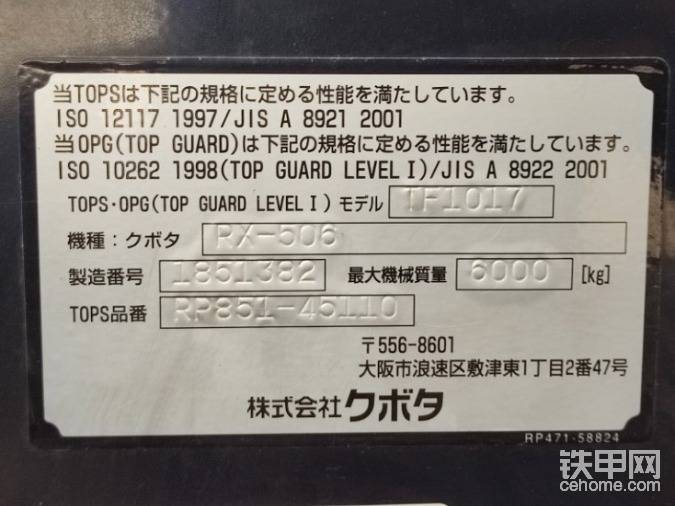 当TOPSは下記の規格に定める性能を満たしています。
ISO 12117 1997/JIS A 8921 2001
当OPG(TOP GUARD)は下記の規格に定める性能を満たしています。
ISO 10262 1998(TOP GUARD LEVEL I)/JIS A 8922 2001
TOPS・OPG(TOP GUARD LEVEL I) モデル TF1017
機種：クボタ RX-506
製造番号 1851382 最大機械質量 6000 [kg]
TOPS品番 RP851-45110
〒556-8601
大阪市浪速区敷津東1丁目2番47号
株式会社クボタ
RP471-58824
铁甲网
cehome.com